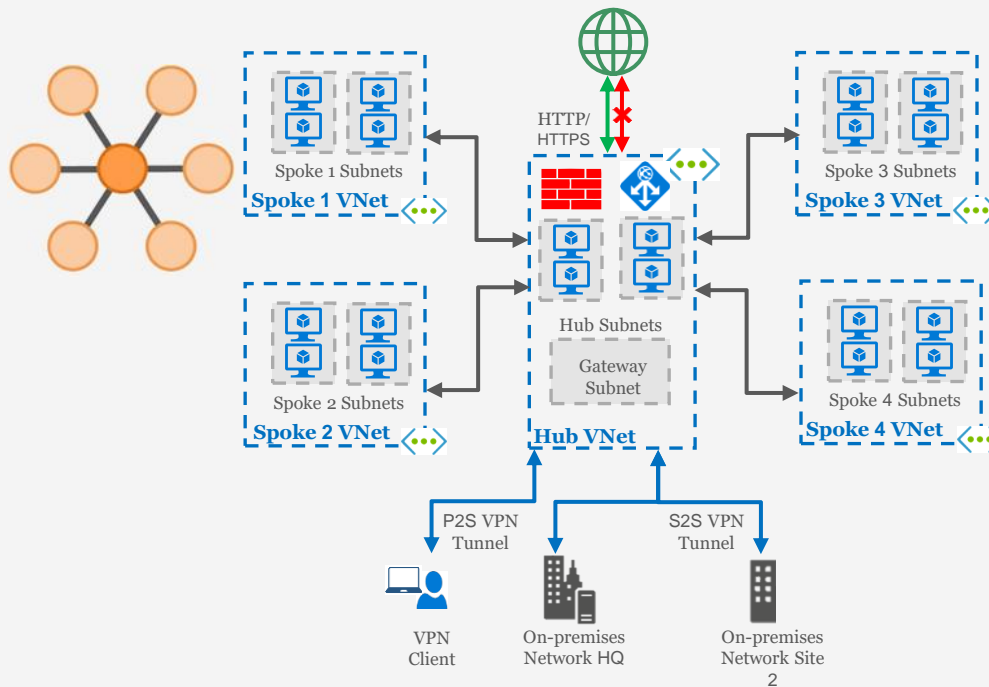 Spoke 1 Subnets
Spoke 1 VNet
HTTP/
HTTPS
Spoke 3 Subnets
Spoke 3 VNet
Hub Subnets
Gateway
Subnet
Hub VNet
Spoke 2 Subnets
Spoke 2 VNet
Spoke 4 Subnets
Spoke 4 VNet
P2S VPN
Tunnel
S2S VPN
Tunnel
VPN
Client
On-premises
Network HQ
On-premises
Network Site
2